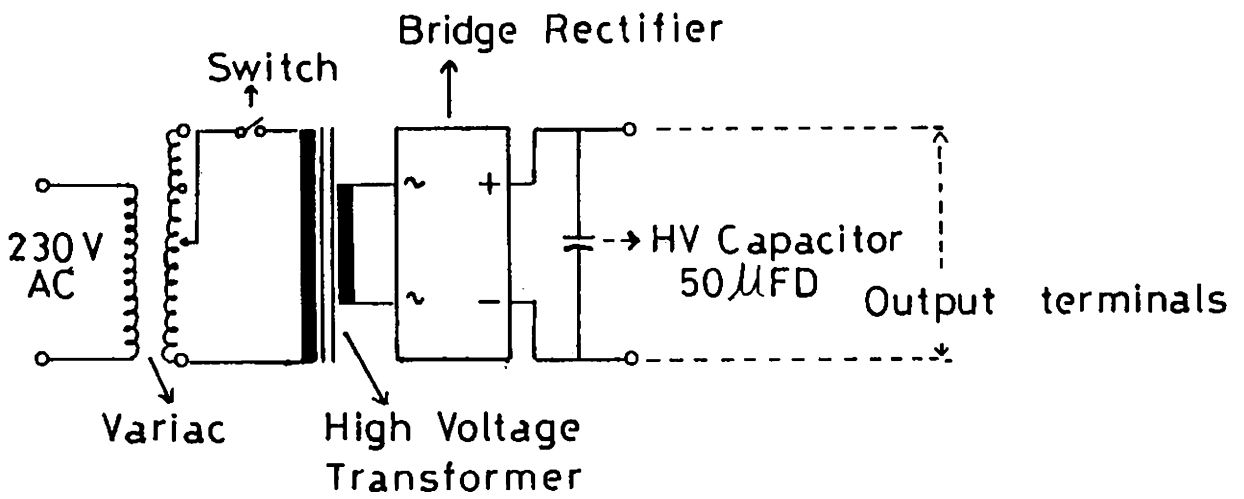 Bridge Rectifier
Switch
230 V
AC
~
+
~
−
HV Capacitor
50 μFD
Output terminals
Variac
High Voltage
Transformer